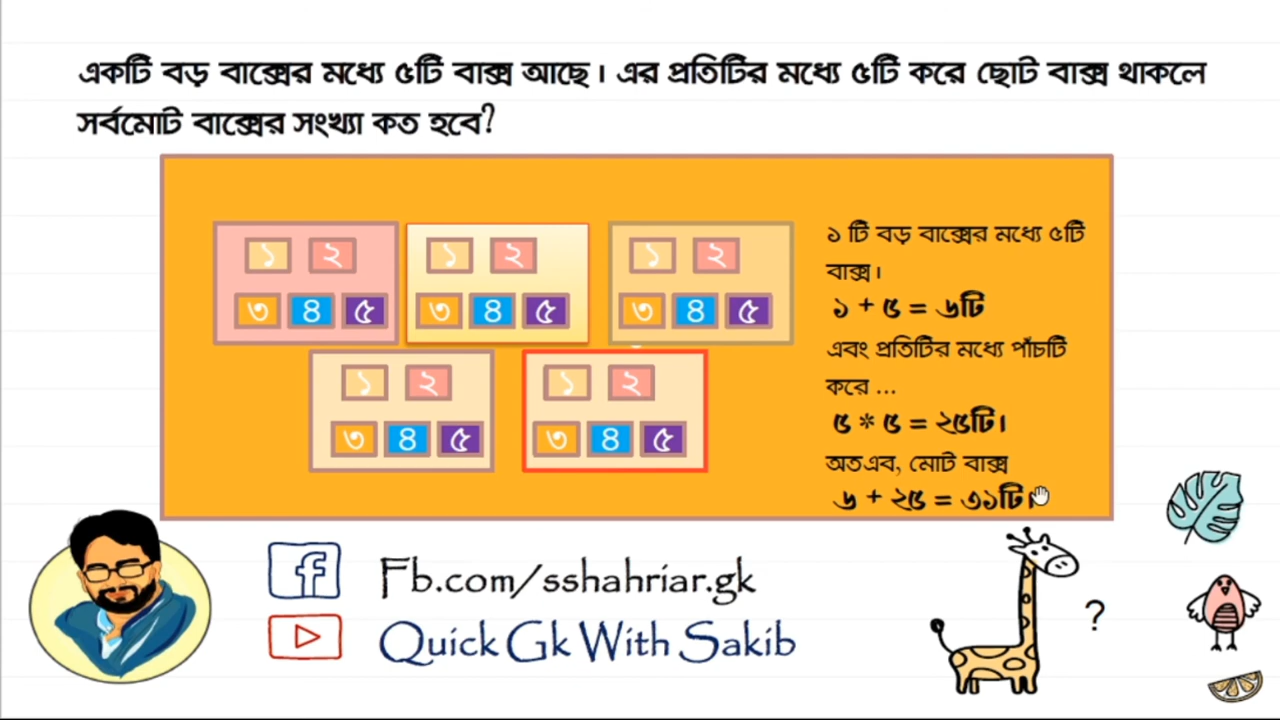 একটি বড় বাক্সের মধ্যে ৫টি বাক্স আছে। এর প্রতিটির মধ্যে ৫টি করে ছোট বাক্স থাকলে
সর্বমোট বাক্সের সংখ্যা কত হবে?
১ ২
৩ ৪ ৫
১ ২
৩ ৪ ৫
১ ২
৩ ৪ ৫
১ ২
৩ ৪ ৫
১ ২
৩ ৪ ৫
১ টি বড় বাক্সের মধ্যে ৫টি
বাক্স।
১ + ৫ = ৬টি
এবং প্রতিটির মধ্যে পাঁচটি
করে ...
৫ * ৫ = ২৫টি।
অতএব, মোট বাক্স
৬ + ২৫ = ৩১টি।
Fb.com/sshahriar.gk
Quick Gk With Sakib
?